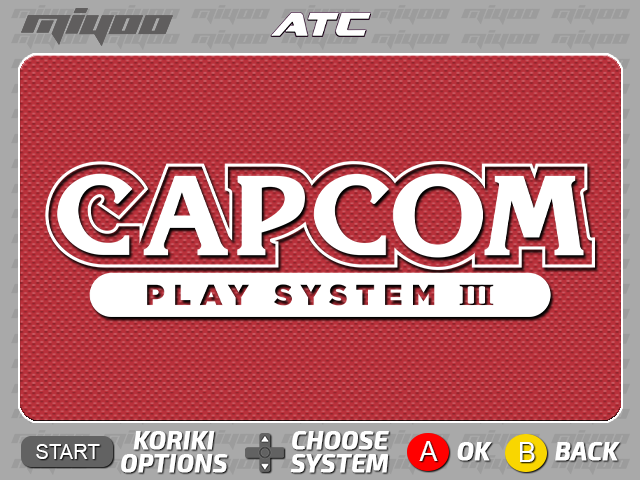 miyoo
ATC
CAPCOM
PLAY SYSTEM III
START
KORIKI
OPTIONS
CHOOSE
SYSTEM
A OK
B BACK